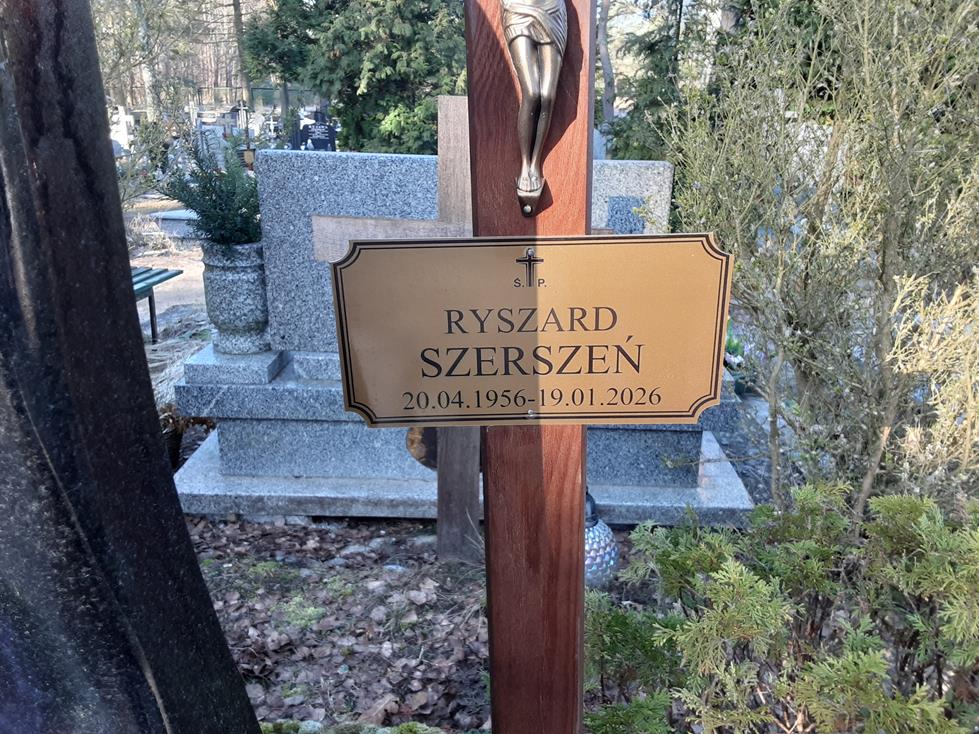 Ś. P.
RYSZARD
SZERSZEŃ
20.04.1956-19.01.2026